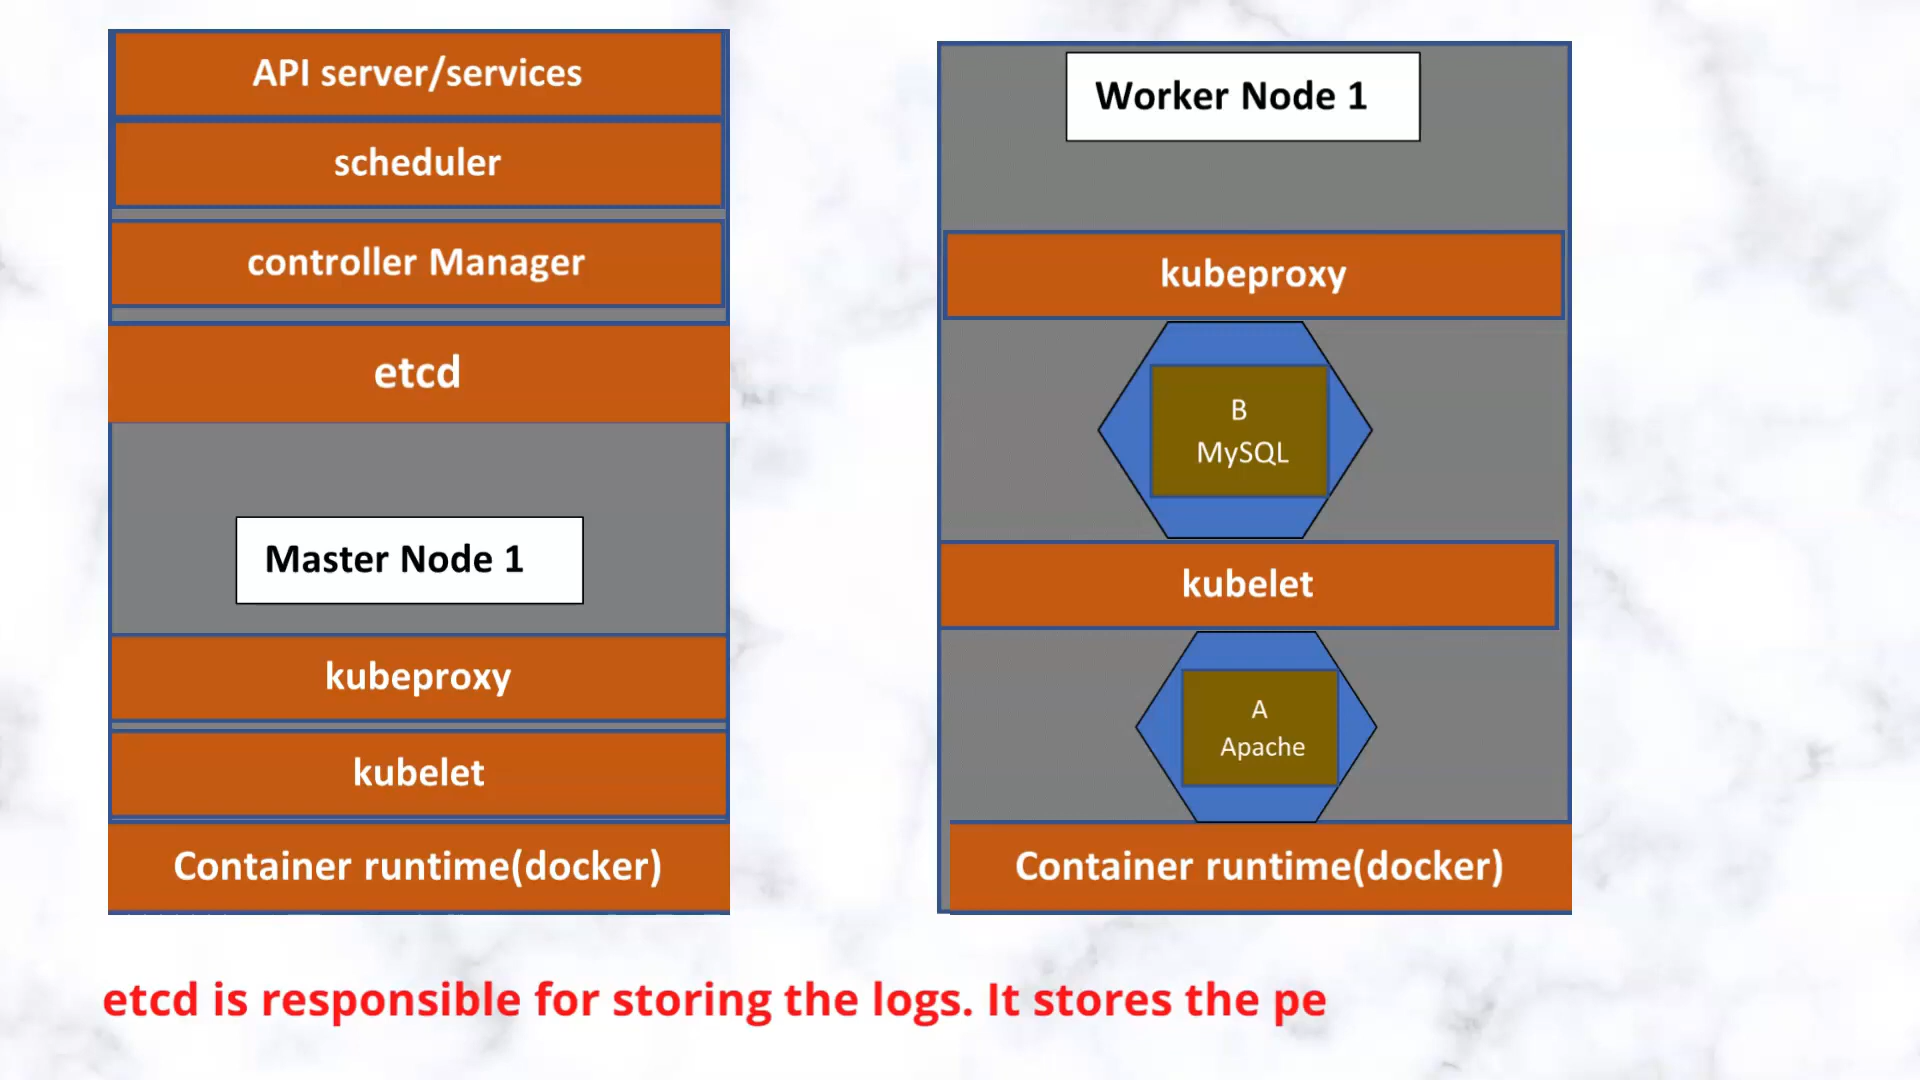 API server/services
scheduler
controller Manager
etcd
Master Node 1
kubeproxy
kubelet
Container runtime(docker)
Worker Node 1
kubeproxy
B
MySQL
kubelet
A
Apache
Container runtime(docker)
etcd is responsible for storing the logs. It stores the pe